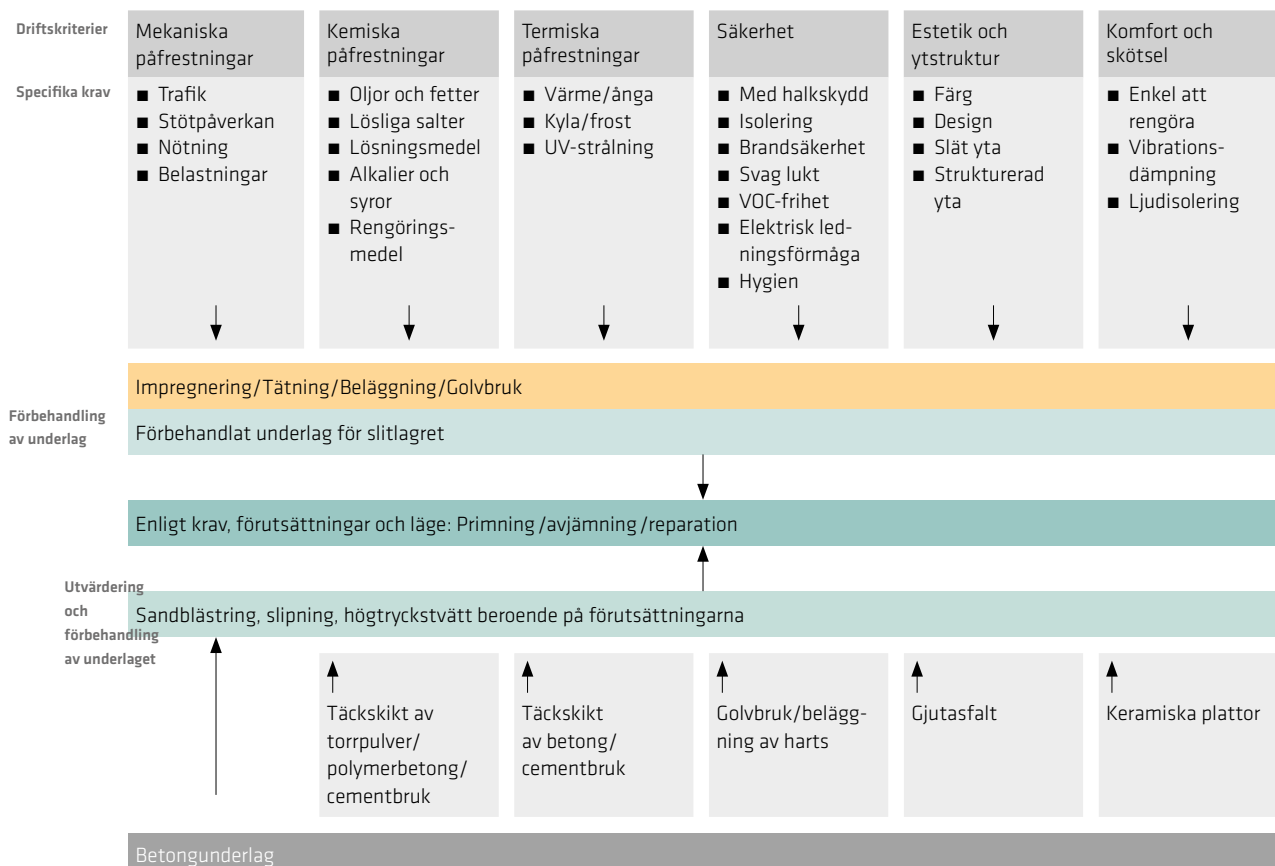 Driftskriterier
Mekaniska
påfrestningar
Kemiska
påfrestningar
Termiska
påfrestningar
Säkerhet
Estetik och
ytstruktur
Komfort och
skötsel
Specifika krav
■ Trafik
■ Stötpåverkan
■ Nötning
■ Belastningar
■ Oljor och fetter
■ Lösliga salter
■ Lösningsmedel
■ Alkalier och
syror
■ Rengörings-
medel
■ Värme/ånga
■ Kyla/frost
■ UV-strålning
■ Med halkskydd
■ Isolering
■ Brandsäkerhet
■ Svag lukt
■ VOC-frihet
■ Elektrisk led-
ningsförmåga
■ Hygien
■ Färg
■ Design
■ Slät yta
■ Strukturerad
yta
■ Enkel att
rengöra
■ Vibrations-
dämpning
■ Ljudisolering
Impregnering/Tätning/Beläggning/Golvbruk
Förbehandling
av underlag
Förbehandlat underlag för slitlagret
Enligt krav, förutsättningar och läge: Primning/avjämning/reparation
Utvärdering
och
förbehandling
av underlaget
Sandblästring, slipning, högtryckstvätt beroende på förutsättningarna
Täckskikt av
torrpulver/
polymerbetong/
cementbruk
Täckskikt
av betong/
cementbruk
Golvbruk/belägg-
ning av harts
Gjutasfalt
Keramiska plattor
Betongunderlag